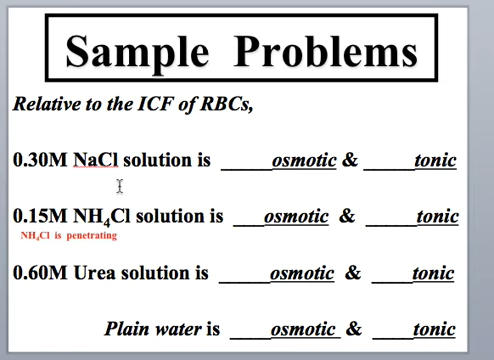 Sample Problems
Relative to the ICF of RBCs,
0.30M NaCl solution is _____osmotic & _____tonic
0.15M NH₄Cl solution is ____osmotic & _____tonic
NH₄Cl is penetrating
0.60M Urea solution is _____osmotic & ____tonic
Plain water is ____osmotic & ____tonic